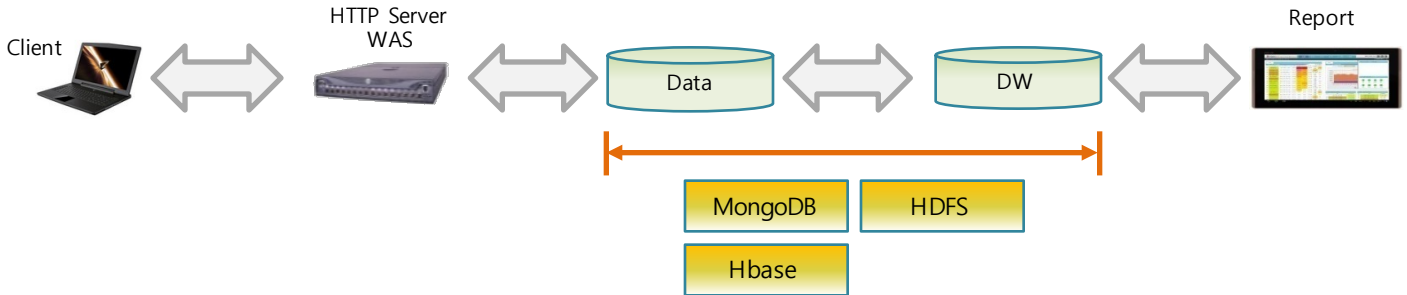 Client
HTTP Server
WAS
Data
DW
Report
MongoDB
HDFS
Hbase